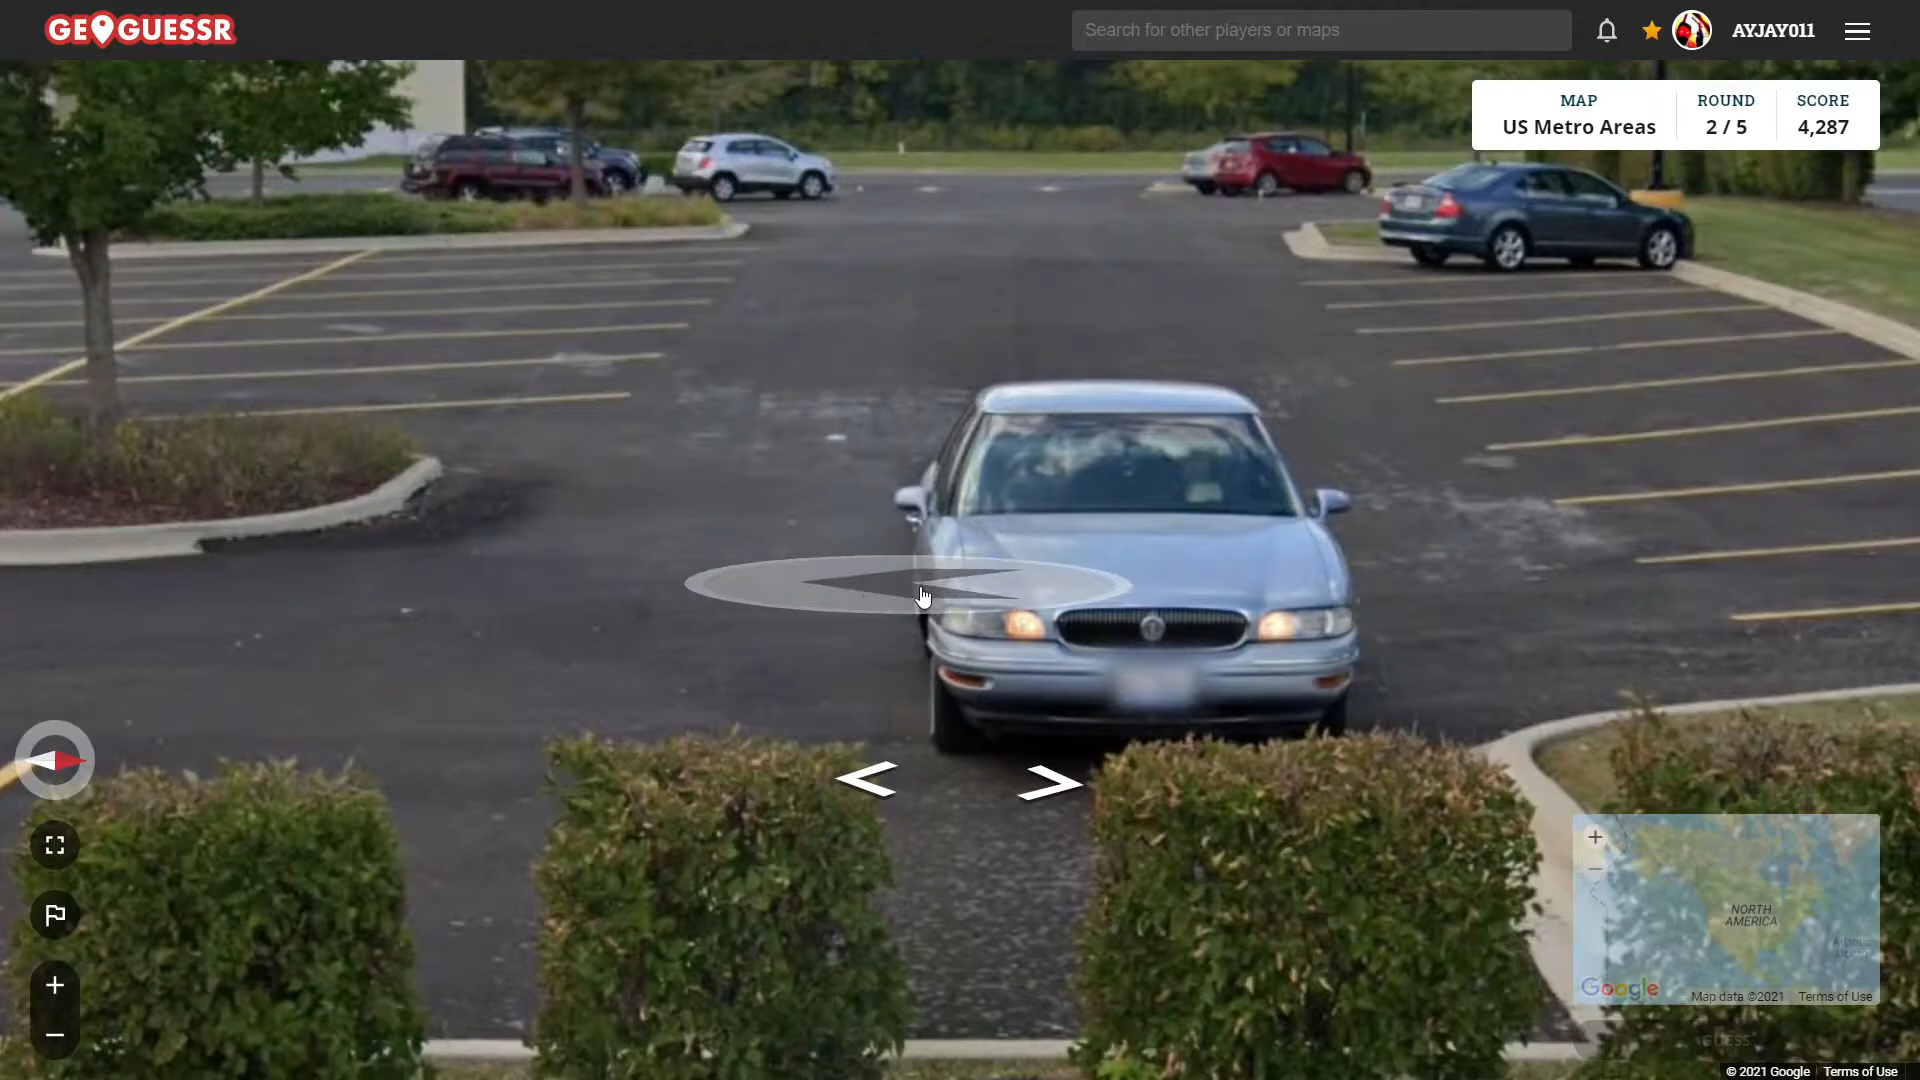 GEOGUESSR
Search for other players or maps
AYJAY011
MAP
US Metro Areas
ROUND
2 / 5
SCORE
4,287
NORTH
AMERICA
Google
Map data ©2021
Terms of Use
GUESS
© 2021 Google
Terms of Use